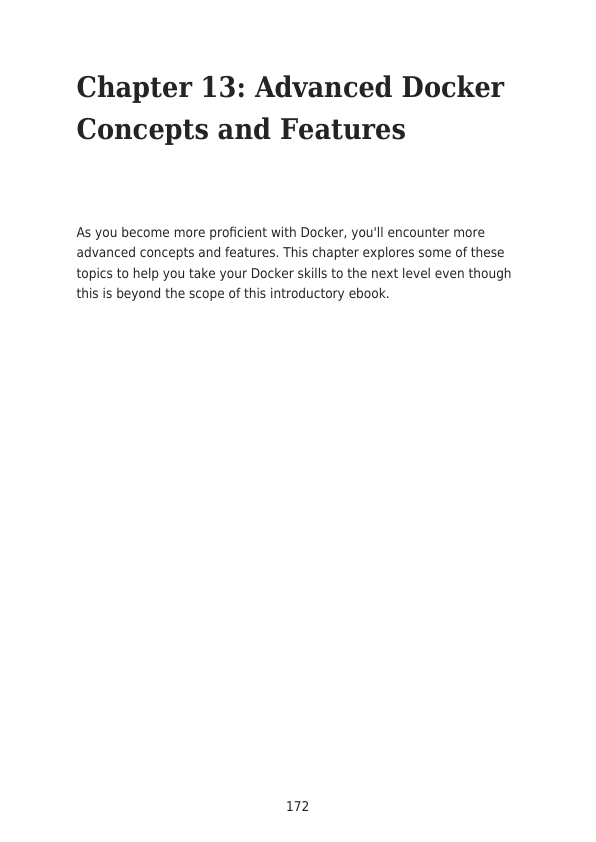 Chapter 13: Advanced Docker
Concepts and Features
As you become more proficient with Docker, you'll encounter more
advanced concepts and features. This chapter explores some of these
topics to help you take your Docker skills to the next level even though
this is beyond the scope of this introductory ebook.
172